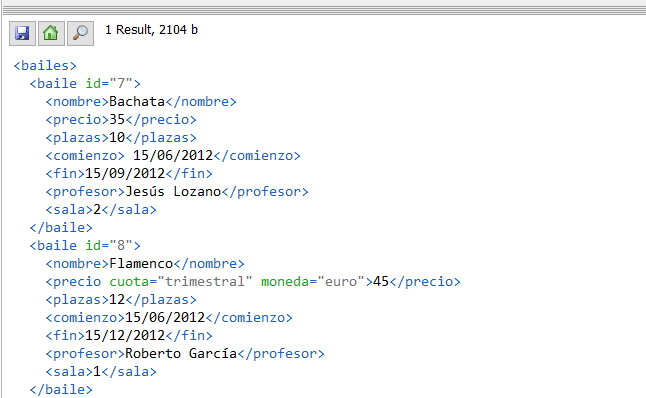 1 Result, 2104 b
<bailes>
  <baile id="7">
    <nombre>Bachata</nombre>
    <precio>35</precio>
    <plazas>10</plazas>
    <comienzo> 15/06/2012</comienzo>
    <fin>15/09/2012</fin>
    <profesor>Jesús Lozano</profesor>
    <sala>2</sala>
  </baile>
  <baile id="8">
    <nombre>Flamenco</nombre>
    <precio cuota="trimestral" moneda="euro">45</precio>
    <plazas>12</plazas>
    <comienzo>15/06/2012</comienzo>
    <fin>15/12/2012</fin>
    <profesor>Roberto García</profesor>
    <sala>1</sala>
  </baile>